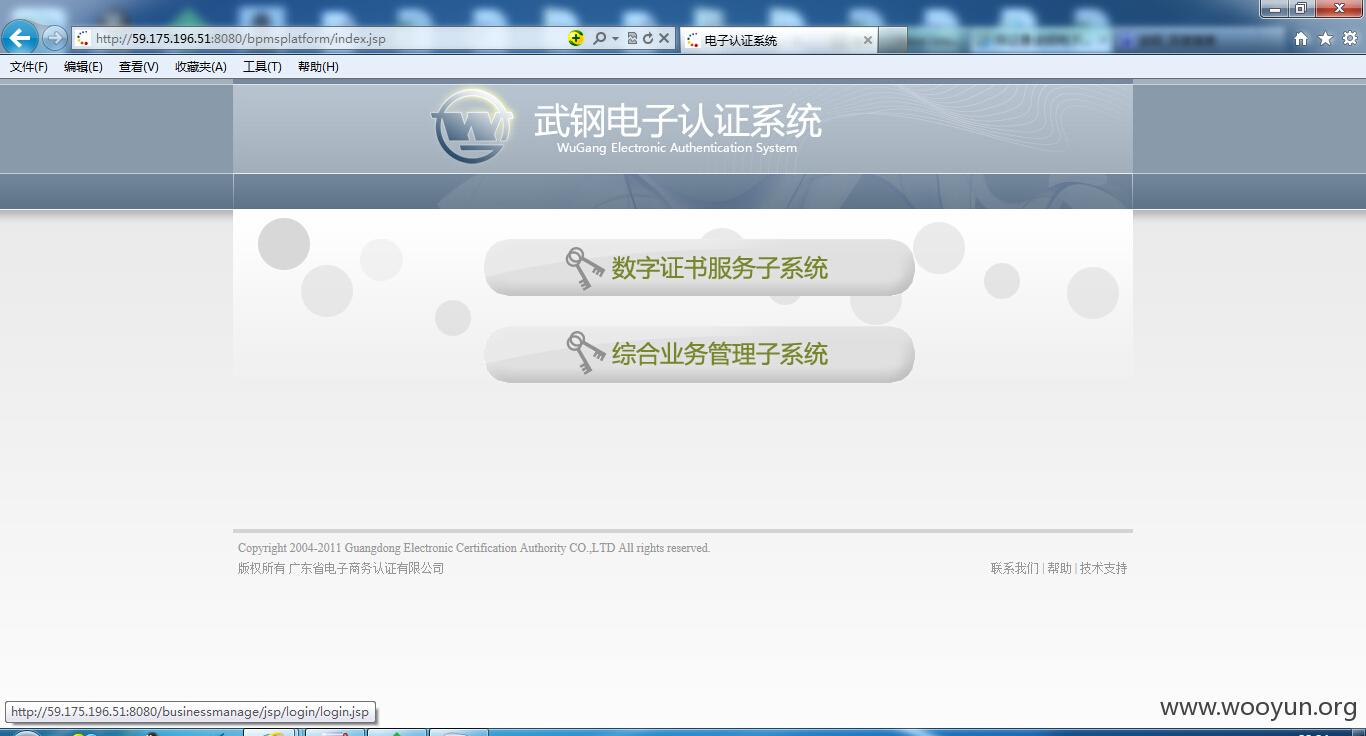 http://59.175.196.51:8080/bpmsplatform/index.jsp
电子认证系统
文件(F) 编辑(E) 查看(V) 收藏夹(A) 工具(T) 帮助(H)
武钢电子认证系统
WuGang Electronic Authentication System
数字证书服务子系统
综合业务管理子系统
Copyright 2004-2011 Guangdong Electronic Certification Authority CO.,LTD All rights reserved.
版权所有 广东省电子商务认证有限公司
联系我们 | 帮助 | 技术支持
http://59.175.196.51:8080/businessmanage/jsp/login/login.jsp
www.wooyun.org